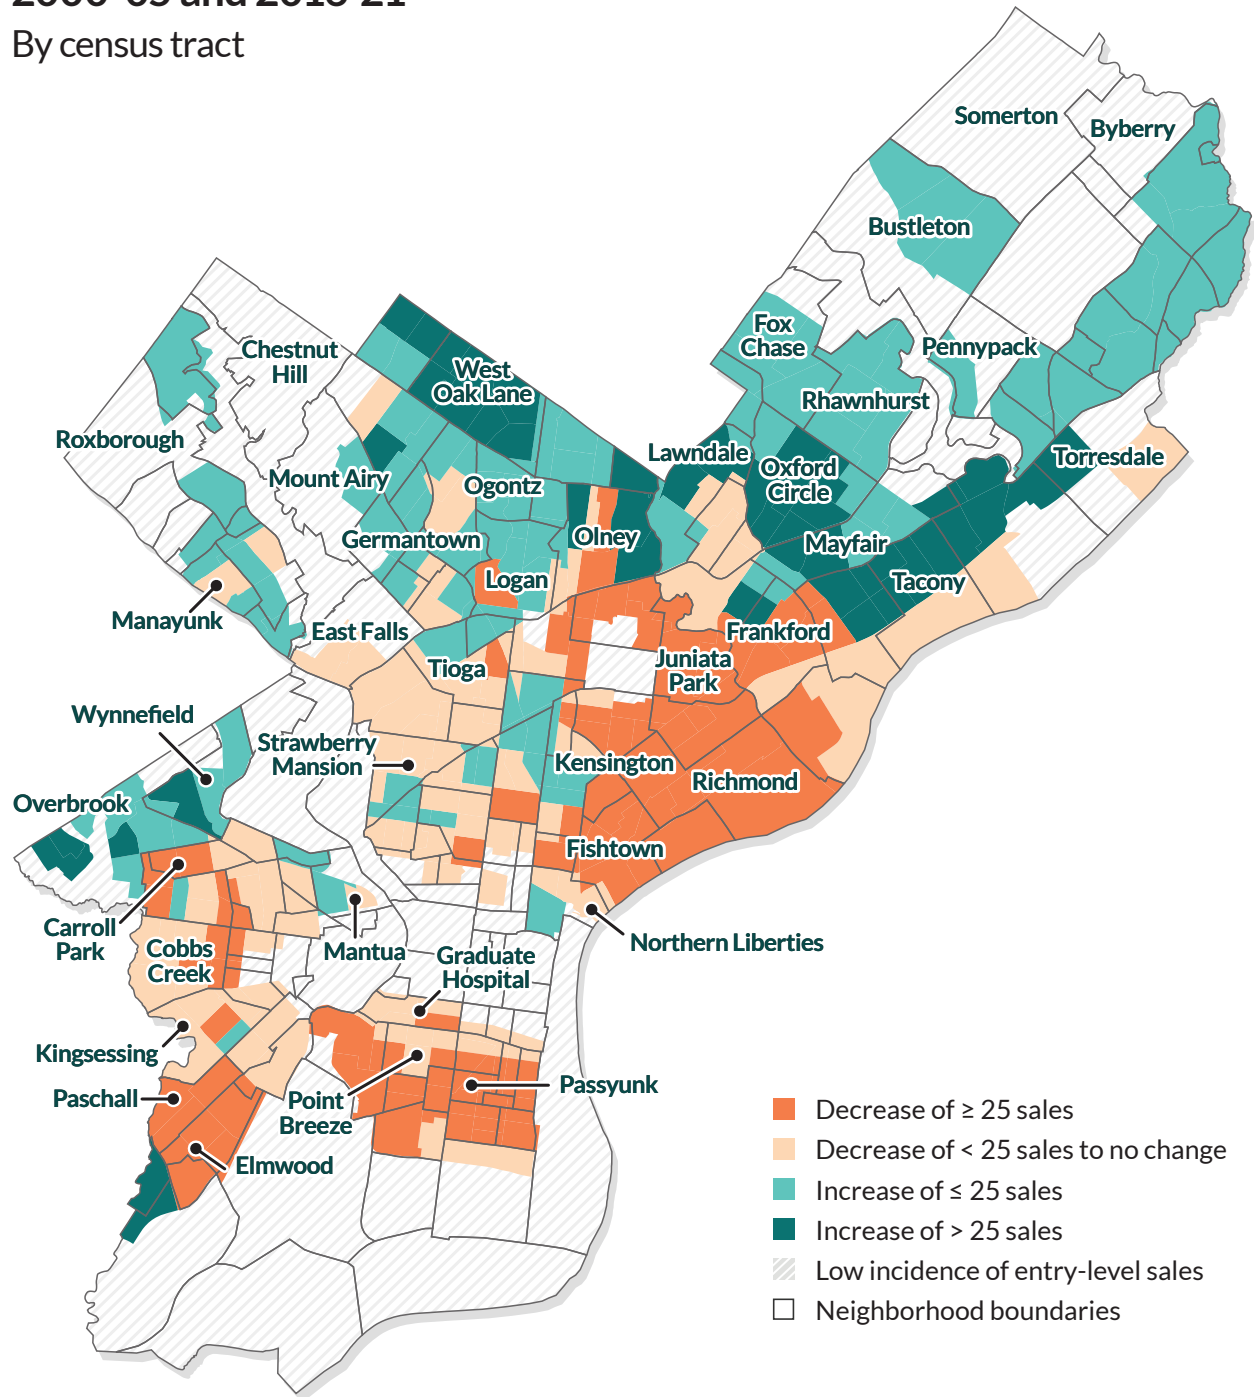 By census tract
Somerton
Byberry
Bustleton
Fox
Chase
Pennypack
Rhawnhurst
Chestnut
Hill
West
Oak Lane
Roxborough
Mount Airy
Ogontz
Lawndale
Oxford
Circle
Torresdale
Germantown
Olney
Mayfair
Logan
Tacony
Manayunk
East Falls
Frankford
Tioga
Juniata
Park
Wynnefield
Strawberry
Mansion
Kensington
Richmond
Overbrook
Fishtown
Carroll
Park
Cobbs
Creek
Mantua
Graduate
Hospital
Northern Liberties
Kingsessing
Paschall
Point
Breeze
Passyunk
Elmwood
Decrease of ≥ 25 sales
Decrease of < 25 sales to no change
Increase of ≤ 25 sales
Increase of > 25 sales
Low incidence of entry-level sales
Neighborhood boundaries